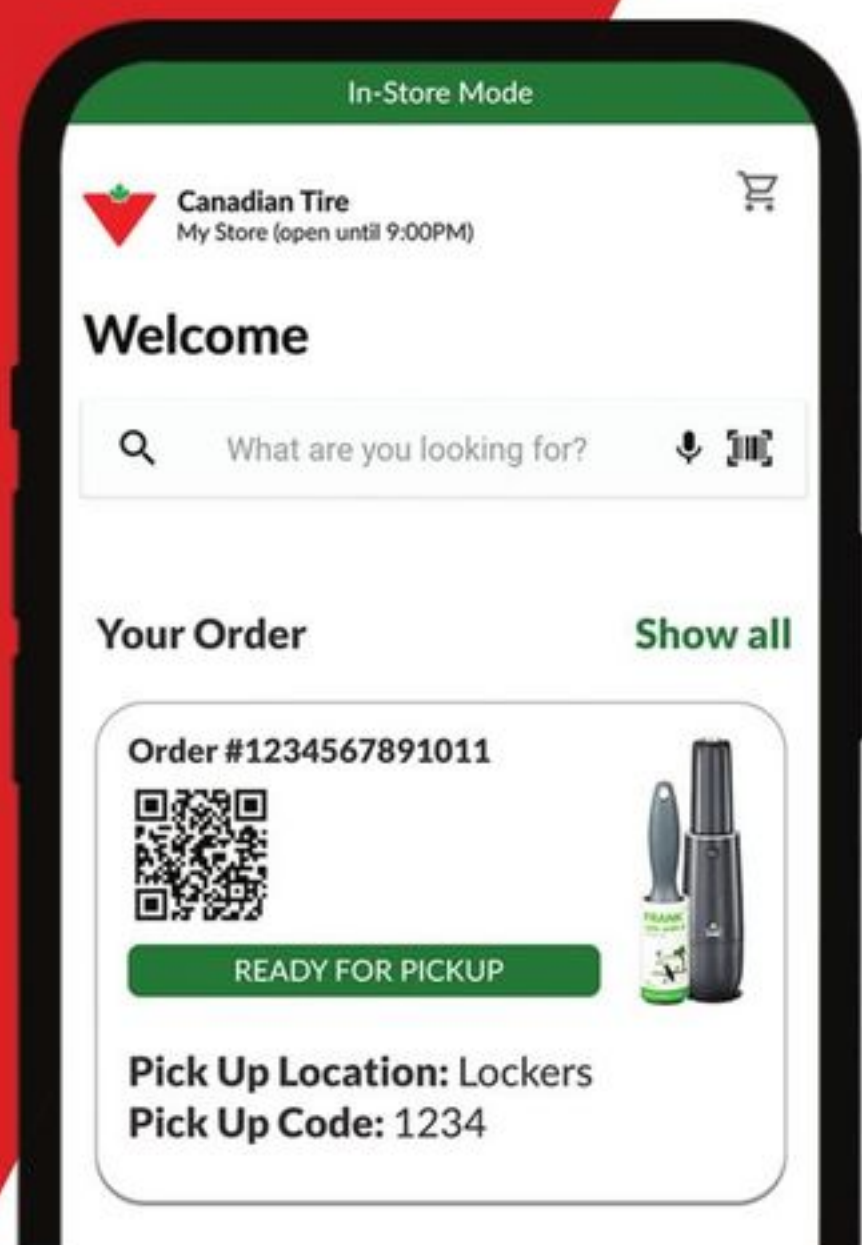 In-Store Mode
Canadian Tire
My Store (open until 9:00PM)
Welcome
What are you looking for?
Your Order
Show all
Order #1234567891011
FRANK
READY FOR PICKUP
Pick Up Location: Lockers
Pick Up Code: 1234